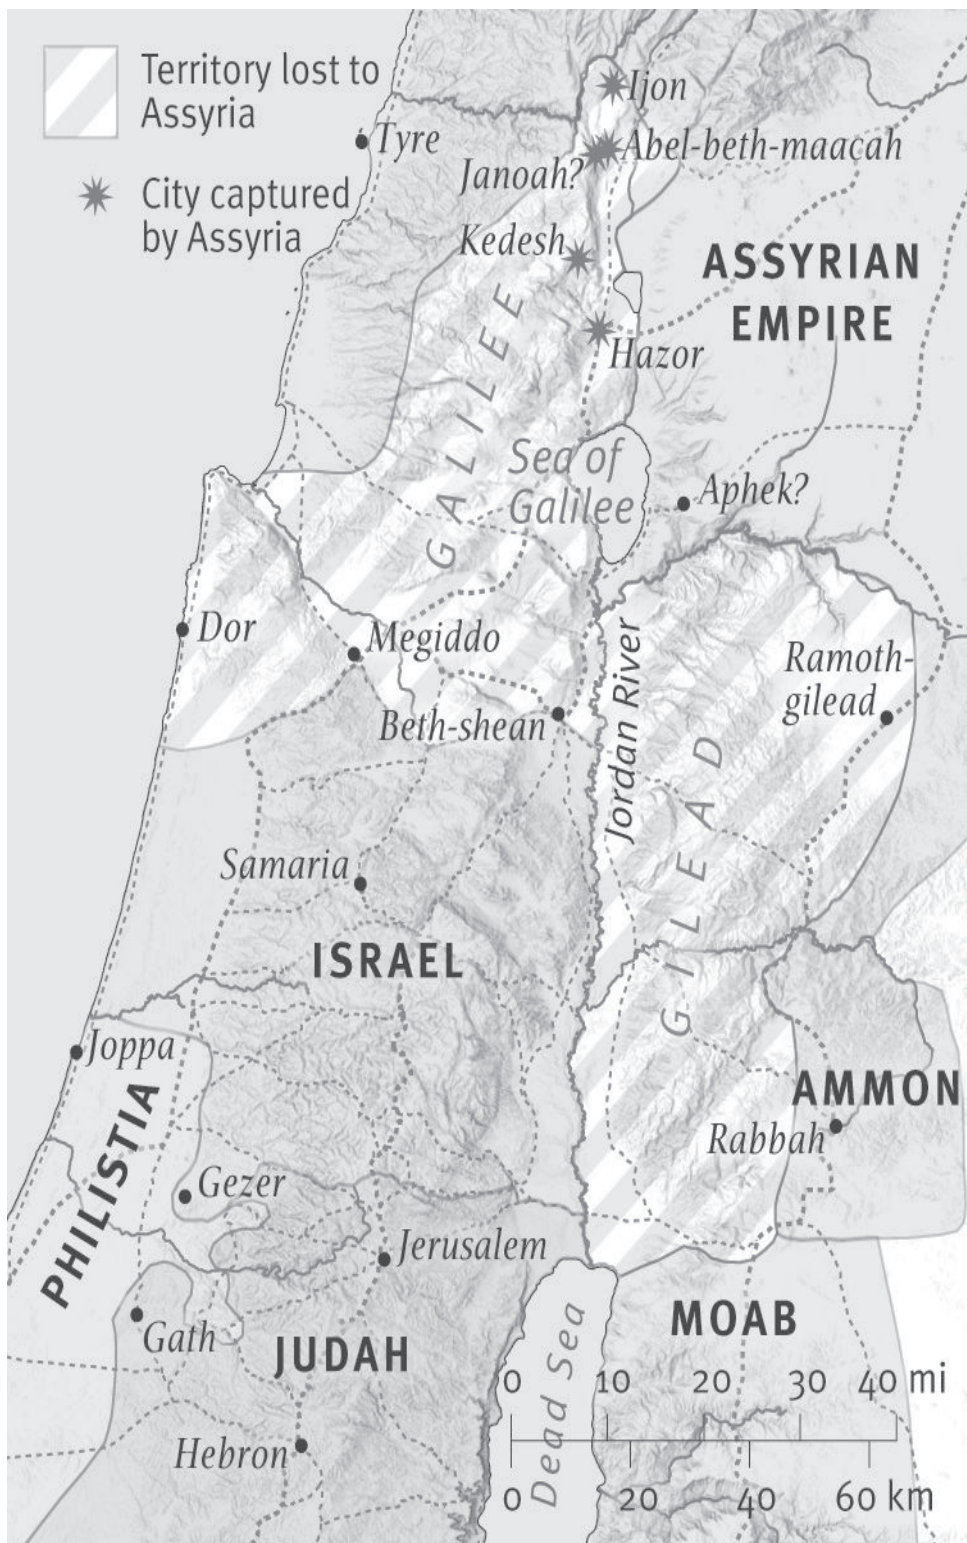 Territory lost to
Assyria
City captured
by Assyria
Ijon
Tyre
Abel-beth-maacah
Janoah?
Kedesh
ASSYRIAN
EMPIRE
Hazor
GALILEE
Sea of
Galilee
Aphek?
Dor
Megiddo
Ramoth-
gilead
Beth-shean
Jordan River
GILEAD
Samaria
ISRAEL
Joppa
PHILISTIA
AMMON
Rabbah
Gezer
Jerusalem
MOAB
Gath
JUDAH
Dead Sea
Hebron
0 10 20 30 40 mi
0 20 40 60 km